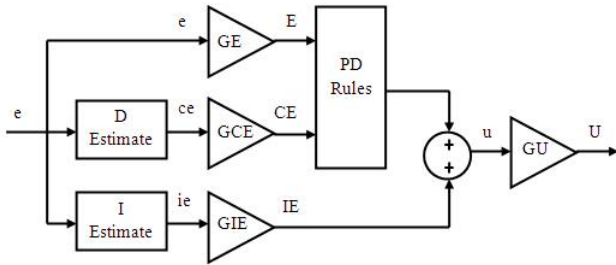 e
GE
E
PD
Rules
e
D
Estimate
ce
GCE
CE
+
+
u
GU
U
I
Estimate
ie
GIE
IE